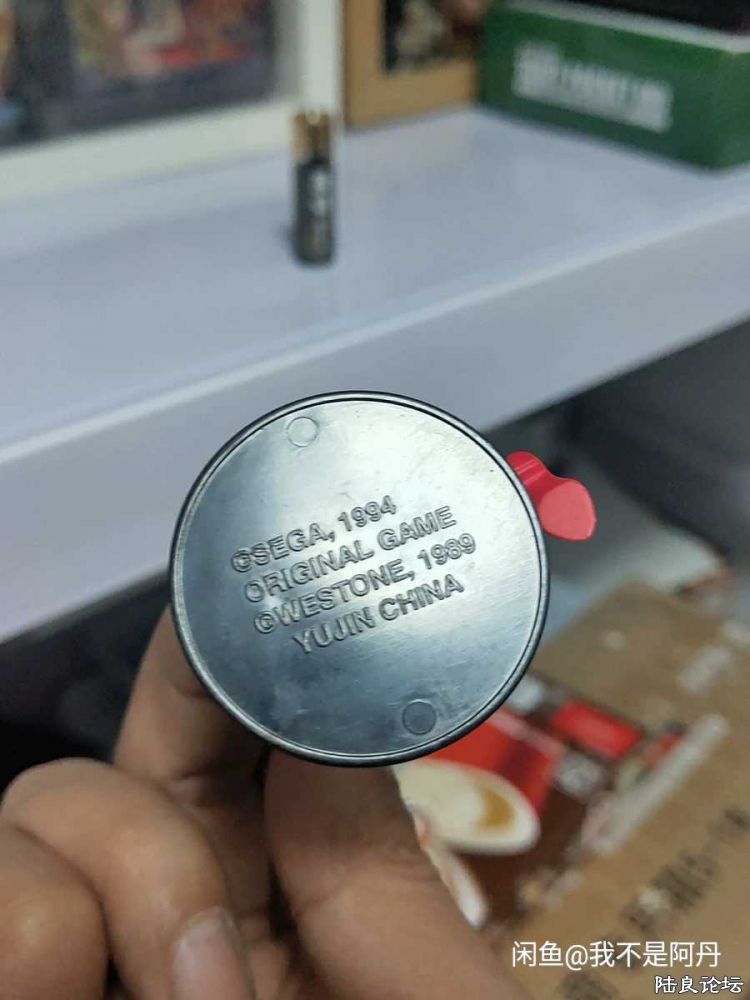 ©SEGA, 1994
ORIGINAL GAME
©WESTONE, 1989
YUJIN CHINA
闲鱼@我不是阿丹
陆良论坛